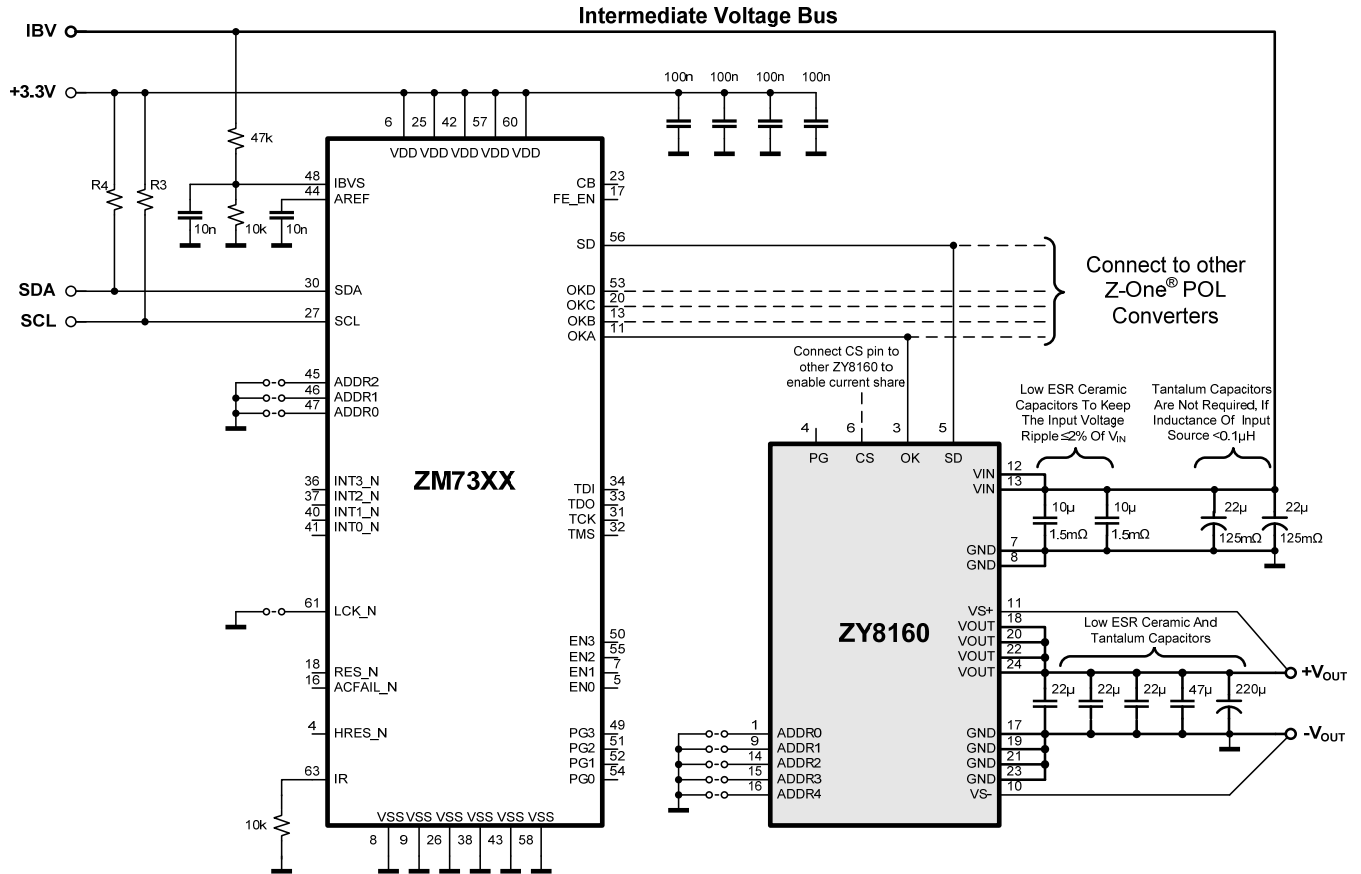 Intermediate Voltage Bus
IBV
+3.3V
100n 100n 100n 100n
6 25 42 57 60
VDD VDD VDD VDD VDD
47k
R4
R3
48 IBVS
44 AREF
10n
10k
10n
CB 23
FE_EN 17
SD 56
SDA
30 SDA
SCL
27 SCL
OKD 53
OKC 20
OKB 13
OKA 11
Connect to other
Z-One® POL
Converters
45 ADDR2
46 ADDR1
47 ADDR0
Connect CS pin to
other ZY8160 to
enable current share
Low ESR Ceramic
Capacitors To Keep
The Input Voltage
Ripple ≤2% Of VIN
Tantalum Capacitors
Are Not Required, If
Inductance Of Input
Source <0.1µH
4 6 3 5
PG CS OK SD
ZM73XX
36 INT3_N
37 INT2_N
40 INT1_N
41 INT0_N
TDI 34
TDO 33
TCK 31
TMS 32
VIN 12
VIN 13
10µ
1.5mΩ
10µ
1.5mΩ
22µ
125mΩ
22µ
125mΩ
GND 7
GND 8
61 LCK_N
ZY8160
VS+ 11
VOUT 18
VOUT 20
VOUT 22
VOUT 24
Low ESR Ceramic And
Tantalum Capacitors
EN3 50
EN2 55
EN1 7
EN0 5
18 RES_N
16 ACFAIL_N
+VOUT
22µ 22µ 22µ 47µ 220µ
4 HRES_N
PG3 49
PG2 51
PG1 52
PG0 54
1 ADDR0
9 ADDR1
14 ADDR2
15 ADDR3
16 ADDR4
GND 17
GND 19
GND 21
GND 23
VS- 10
-VOUT
63 IR
10k
VSS VSS VSS VSS VSS VSS
8 9 26 38 43 58